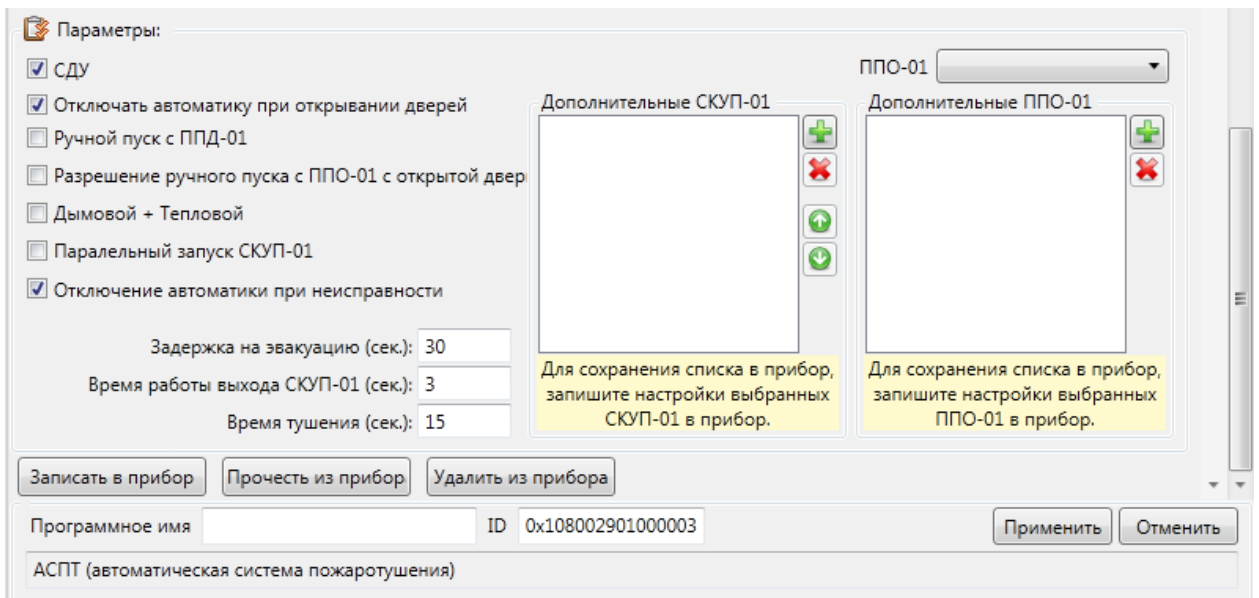 Параметры:
СДУ
ППО-01
Отключать автоматику при открывании дверей
Ручной пуск с ППД-01
Разрешение ручного пуска с ППО-01 с открытой двер
Дымовой + Тепловой
Паралельный запуск СКУП-01
Отключение автоматики при неисправности
Задержка на эвакуацию (сек.): 30
Время работы выхода СКУП-01 (сек.): 3
Время тушения (сек.): 15
Дополнительные СКУП-01
Для сохранения списка в прибор,
запишите настройки выбранных
СКУП-01 в прибор.
Дополнительные ППО-01
Для сохранения списка в прибор,
запишите настройки выбранных
ППО-01 в прибор.
Записать в прибор Прочесть из прибор Удалить из прибора
Программное имя ID 0x108002901000003 Применить Отменить
АСПТ (автоматическая система пожаротушения)